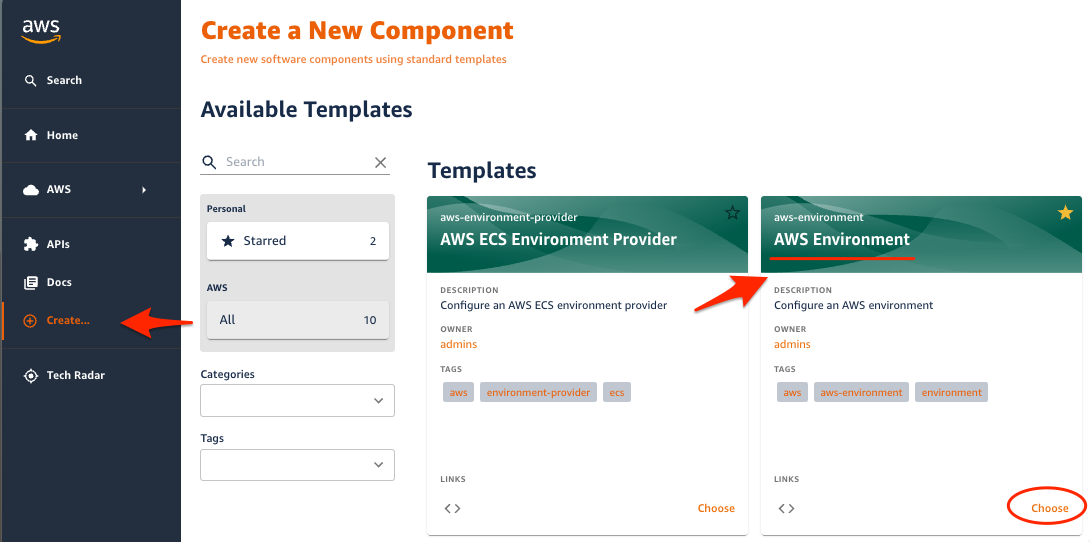 aws
Search
Home
AWS
APIs
Docs
Create...
Tech Radar
Create a New Component
Create new software components using standard templates
Available Templates
Search
Personal
Starred 2
AWS
All 10
Categories
Tags
Templates
aws-environment-provider
AWS ECS Environment Provider
DESCRIPTION
Configure an AWS ECS environment provider
OWNER
admins
TAGS
aws environment-provider ecs
LINKS
Choose
aws-environment
AWS Environment
DESCRIPTION
Configure an AWS environment
OWNER
admins
TAGS
aws aws-environment environment
LINKS
Choose